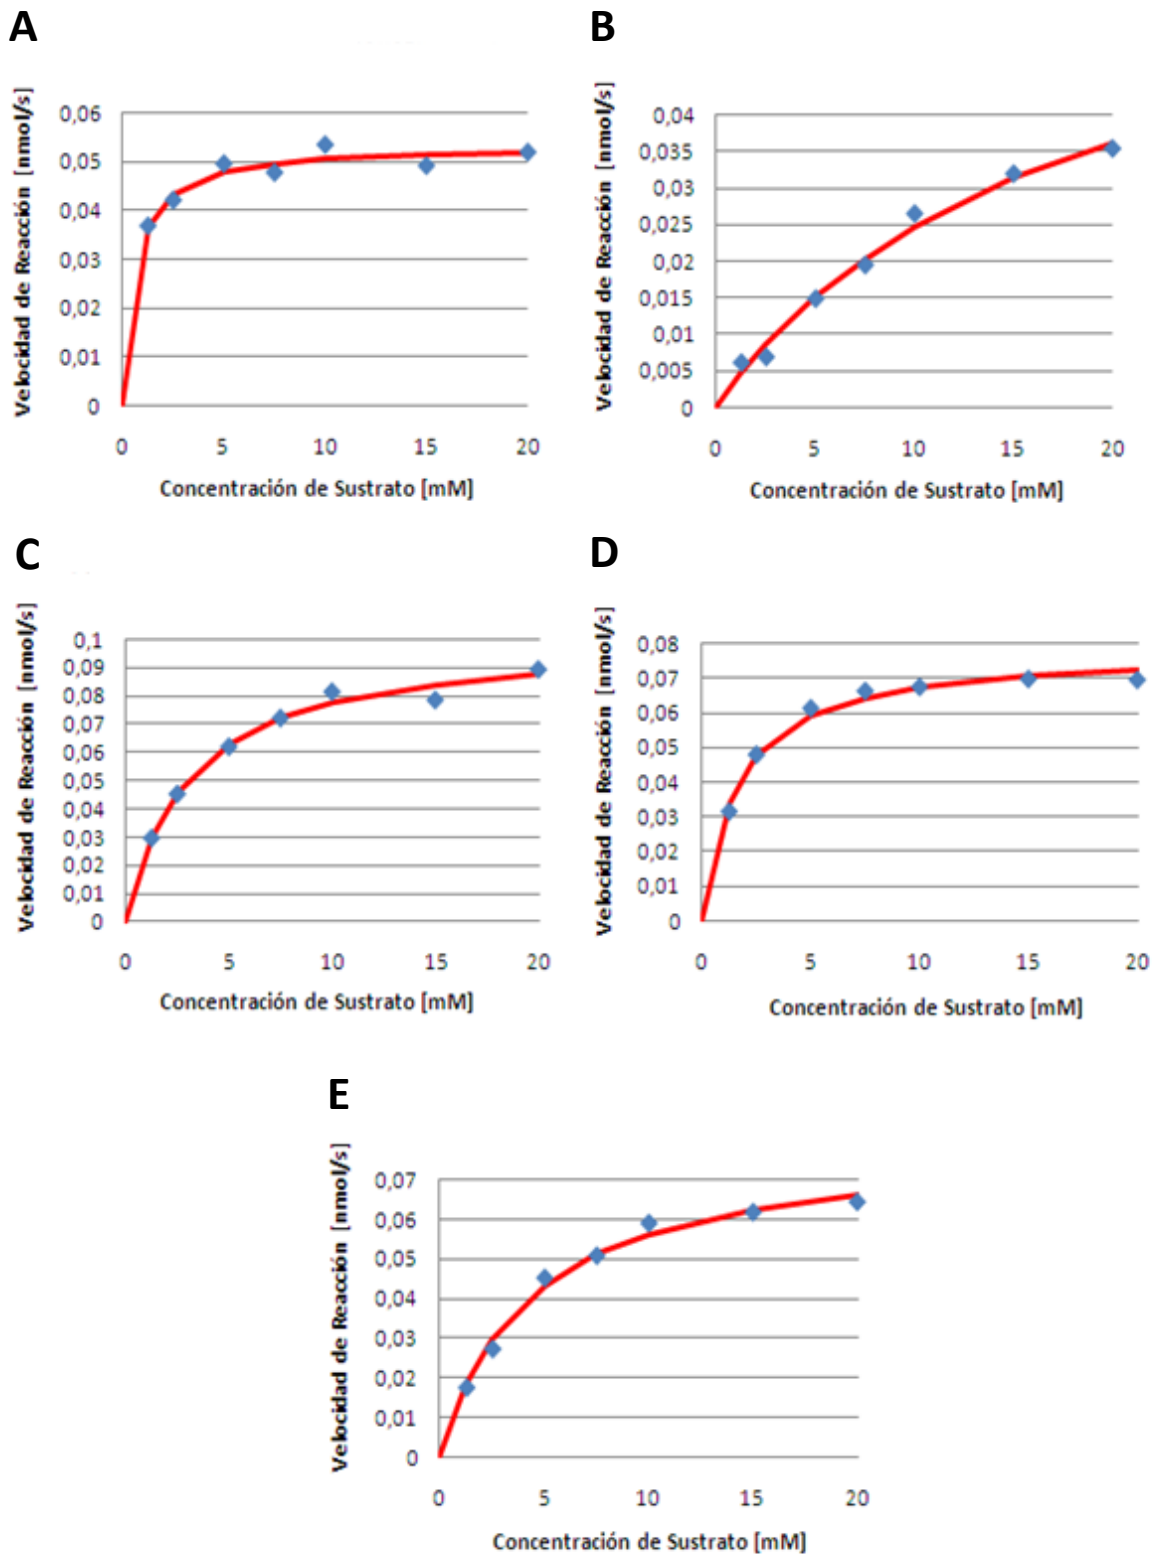 A
Velocidad de Reacción [nmol/s]
0,06
0,05
0,04
0,03
0,02
0,01
0
0 5 10 15 20
Concentración de Sustrato [mM]
B
Velocidad de Reacción [nmol/s]
0,04
0,035
0,03
0,025
0,02
0,015
0,01
0,005
0
0 5 10 15 20
Concentración de Sustrato [mM]
C
Velocidad de Reacción [nmol/s]
0,1
0,09
0,08
0,07
0,06
0,05
0,04
0,03
0,02
0,01
0
0 5 10 15 20
Concentración de Sustrato [mM]
D
Velocidad de Reacción [nmol/s]
0,08
0,07
0,06
0,05
0,04
0,03
0,02
0,01
0
0 5 10 15 20
Concentración de Sustrato [mM]
E
Velocidad de Reacción [nmol/s]
0,07
0,06
0,05
0,04
0,03
0,02
0,01
0
0 5 10 15 20
Concentración de Sustrato [mM]